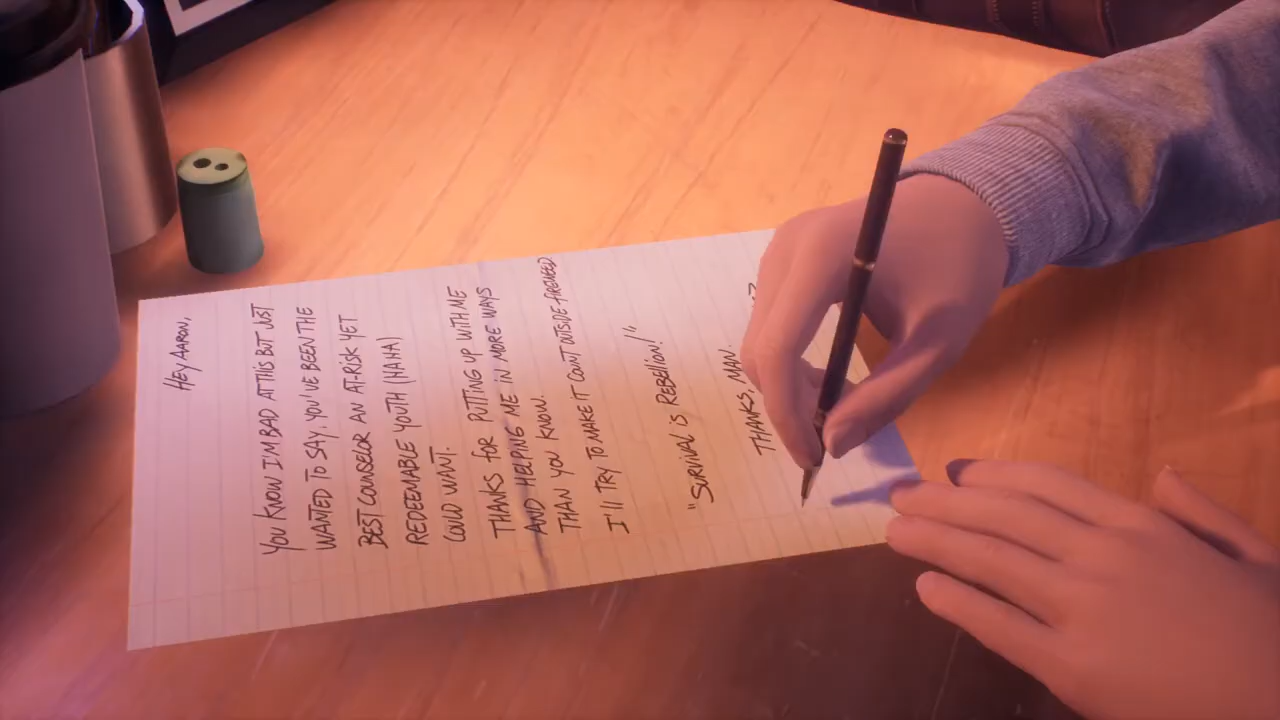 HEY AARON,
YOU KNOW I'M BAD AT THIS BUT JUST
WANTED TO SAY, YOU'VE BEEN THE
BEST COUNSELOR AN AT-RISK YET
REDEEMABLE YOUTH (HAHA)
COULD WANT.
THANKS FOR PUTTING UP WITH ME
AND HELPING ME IN MORE WAYS
THAN YOU KNOW.
I'LL TRY TO MAKE IT COUNT OUTSIDE FIREWEED
"SURVIVAL IS REBELLION!"
THANKS, MAN.